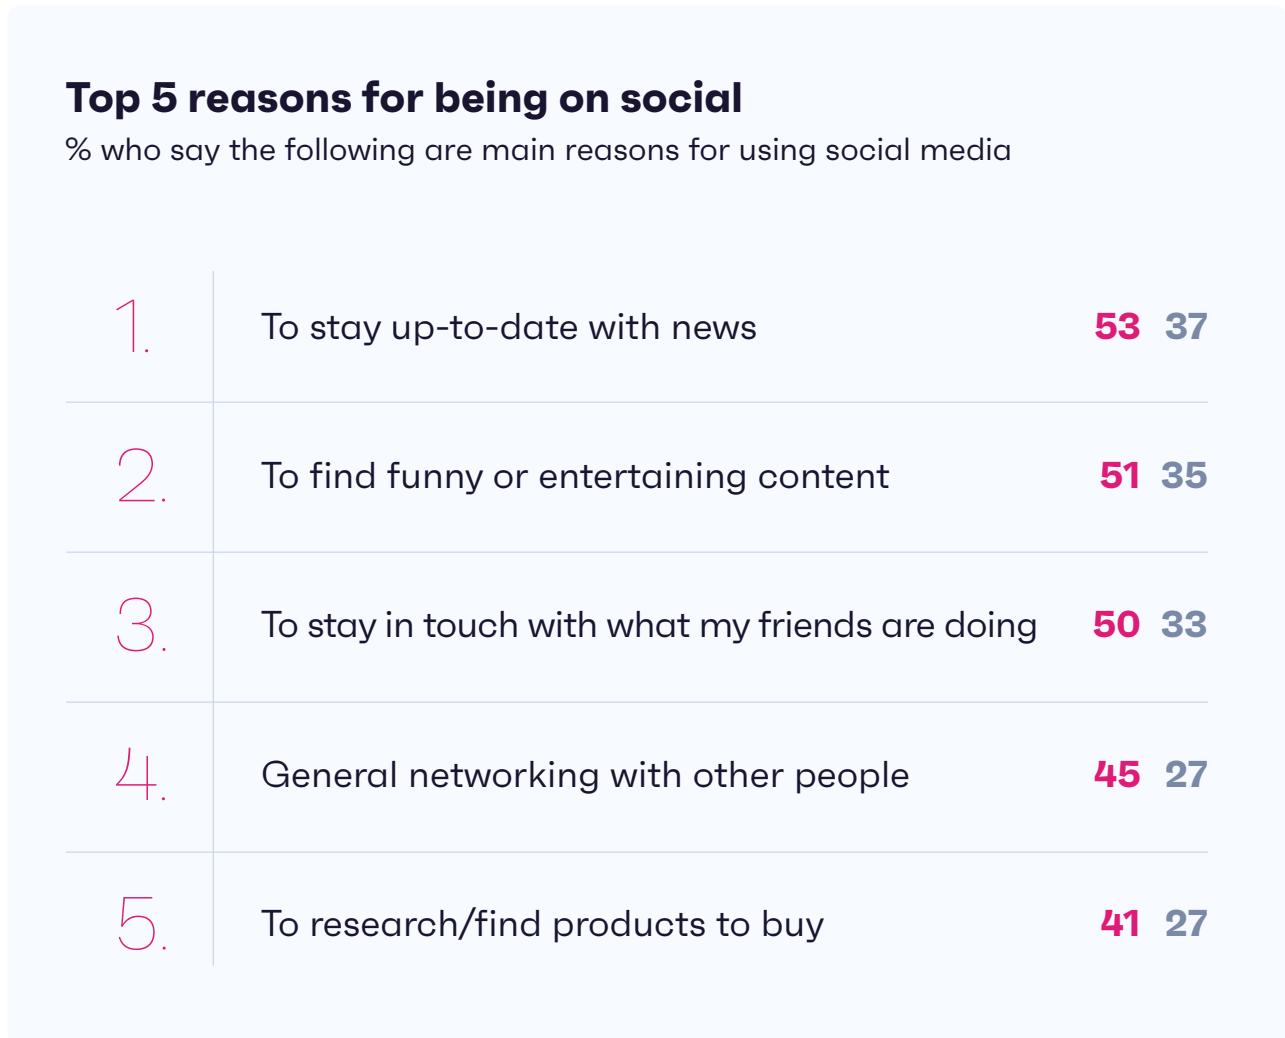 Top 5 reasons for being on social
% who say the following are main reasons for using social media
1. To stay up-to-date with news 53 37
2. To find funny or entertaining content 51 35
3. To stay in touch with what my friends are doing 50 33
4. General networking with other people 45 27
5. To research/find products to buy 41 27